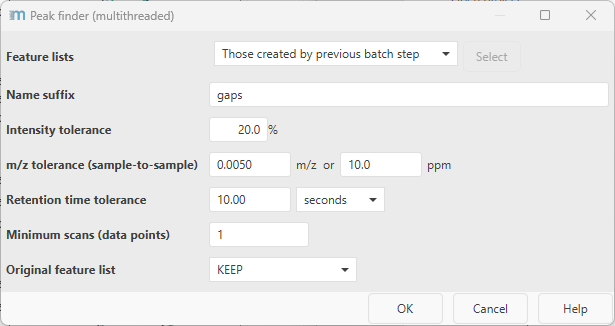 m Peak finder (multithreaded)
Feature lists Those created by previous batch step Select
Name suffix gaps
Intensity tolerance 20.0 %
m/z tolerance (sample-to-sample) 0.0050 m/z or 10.0 ppm
Retention time tolerance 10.00 seconds
Minimum scans (data points) 1
Original feature list KEEP
OK Cancel Help